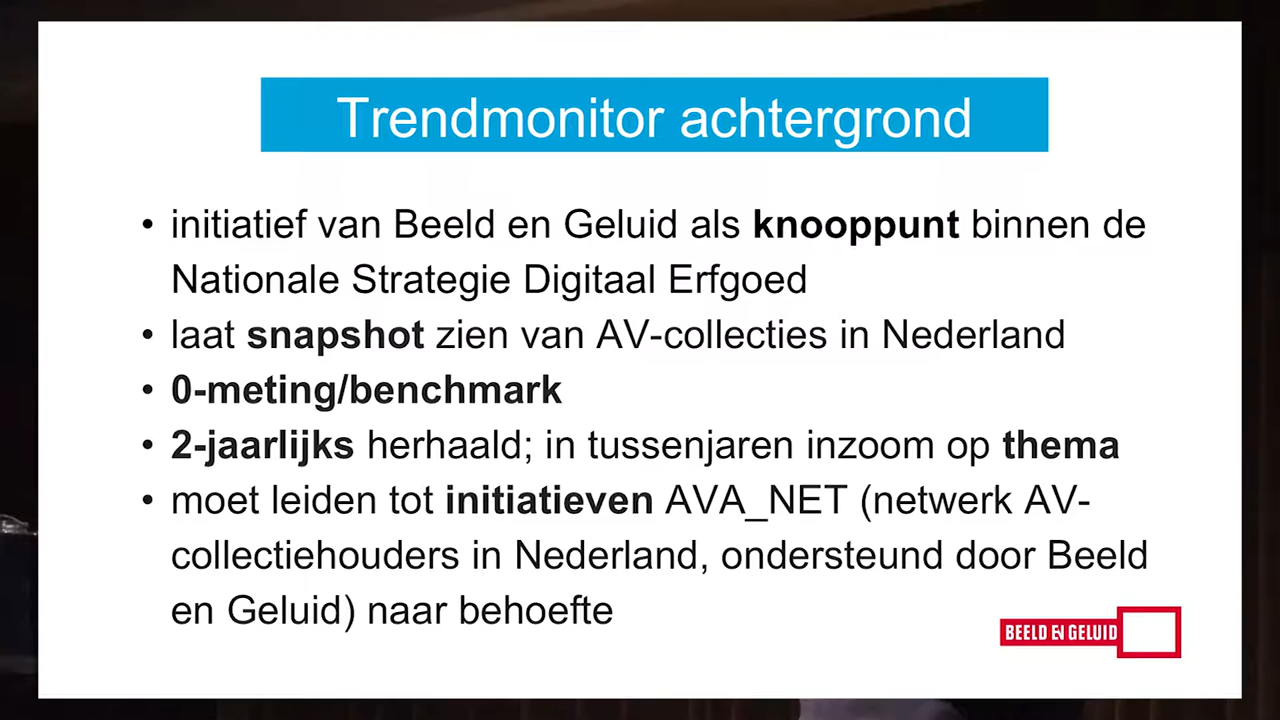 Trendmonitor achtergrond
• initiatief van Beeld en Geluid als knooppunt binnen de
Nationale Strategie Digitaal Erfgoed
• laat snapshot zien van AV-collecties in Nederland
• 0-meting/benchmark
• 2-jaarlijks herhaald; in tussenjaren inzoom op thema
• moet leiden tot initiatieven AVA_NET (netwerk AV-
collectiehouders in Nederland, ondersteund door Beeld
en Geluid) naar behoefte
BEELD EN GELUID